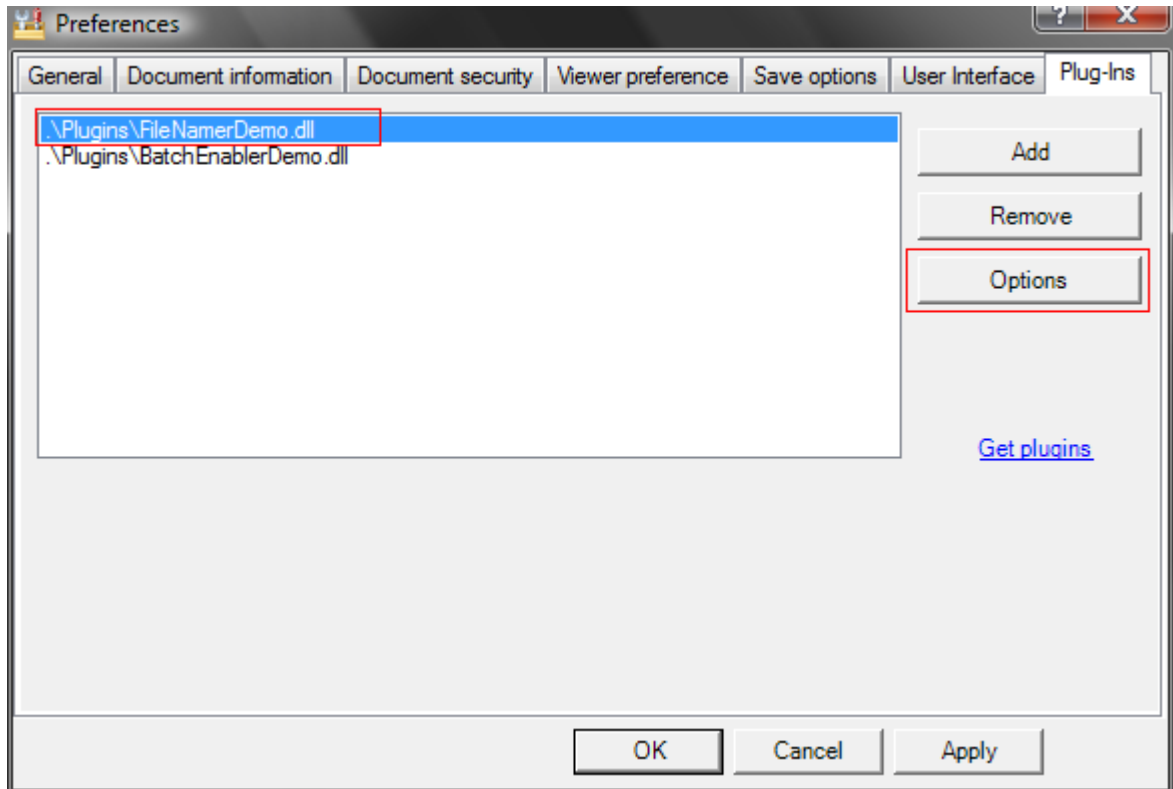 Preferences
? X
General Document information Document security Viewer preference Save options User Interface Plug-Ins
.\Plugins\FileNamerDemo.dll
.\Plugins\BatchEnablerDemo.dll
Add
Remove
Options
Get plugins
OK Cancel Apply